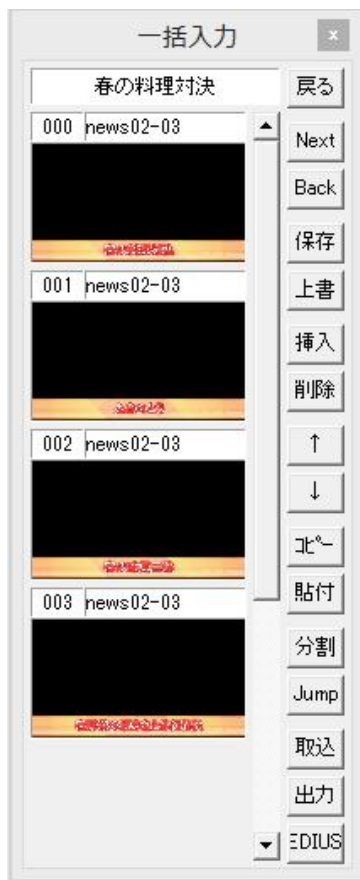 一括入力
x
春の料理対決
戻る
000 news02-03
Next
Back
保存
001 news02-03
上書
挿入
削除
002 news02-03
↑
↓
ｺﾋﾟｰ
003 news02-03
貼付
分割
Jump
取込
出力
EDIUS